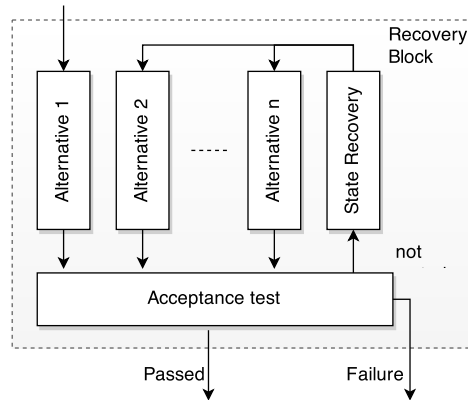 Recovery
Block
Alternative 1
Alternative 2
Alternative n
State Recovery
not
Acceptance test
Passed
Failure